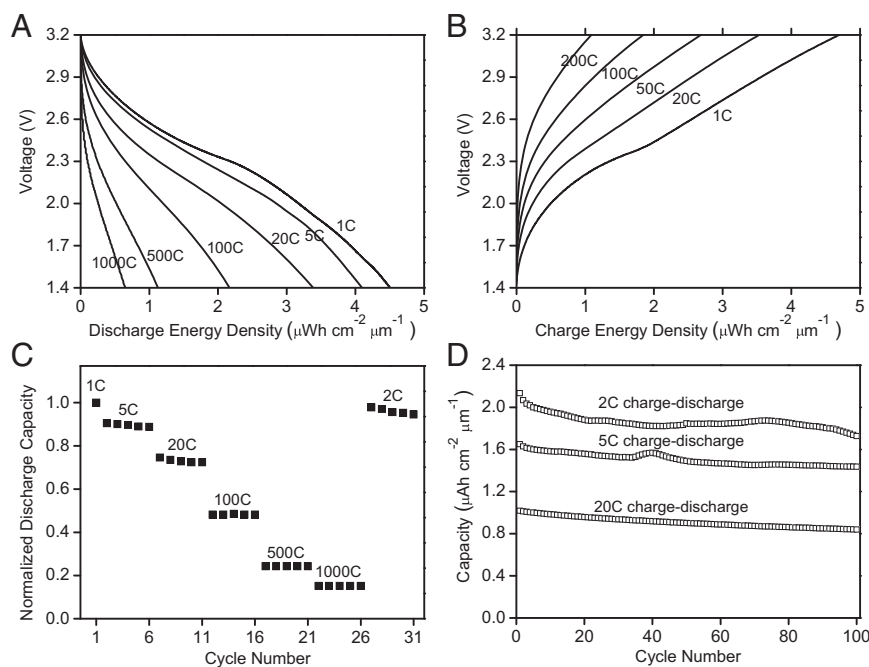 A
3.2
2.9
2.6
2.3
2.0
1.7
1.4
Voltage (V)
1000C
500C
100C
20C
5C
1C
0 1 2 3 4 5
Discharge Energy Density (μWh cm⁻² μm⁻¹)
B
3.2
2.9
2.6
2.3
2.0
1.7
1.4
Voltage (V)
200C
100C
50C
20C
1C
0 1 2 3 4 5
Charge Energy Density (μWh cm⁻² μm⁻¹)
C
1.0
0.8
0.6
0.4
0.2
0.0
Normalized Discharge Capacity
1C
5C
20C
100C
500C
1000C
2C
1 6 11 16 21 26 31
Cycle Number
D
2.4
2.0
1.6
1.2
0.8
0.4
0.0
Capacity (μAh cm⁻² μm⁻¹)
2C charge-discharge
5C charge-discharge
20C charge-discharge
0 20 40 60 80 100
Cycle Number